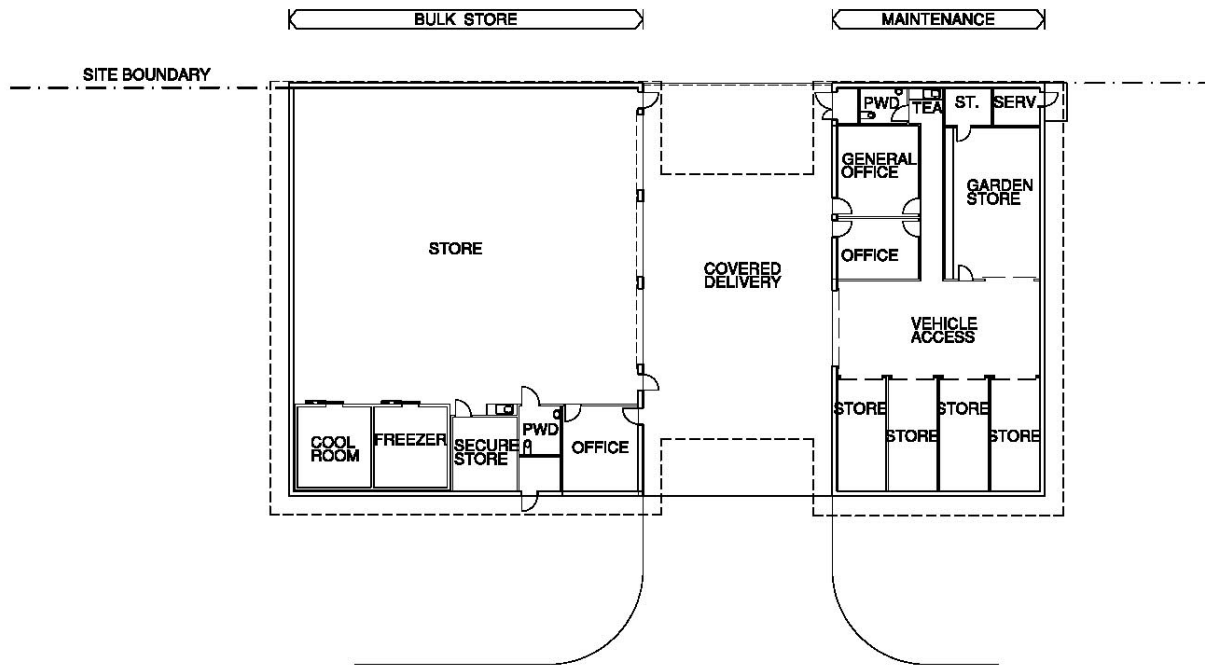 BULK STORE
MAINTENANCE
SITE BOUNDARY
PWD
TEA
ST.
SERV
GENERAL
OFFICE
GARDEN
STORE
STORE
OFFICE
COVERED
DELIVERY
VEHICLE
ACCESS
COOL
ROOM
FREEZER
SECURE
STORE
PWD
OFFICE
STORE
STORE
STORE
STORE